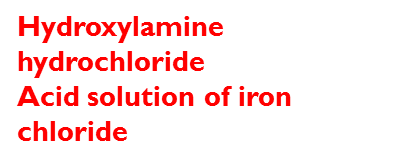 Hydroxylamine
hydrochloride
Acid solution of iron
chloride